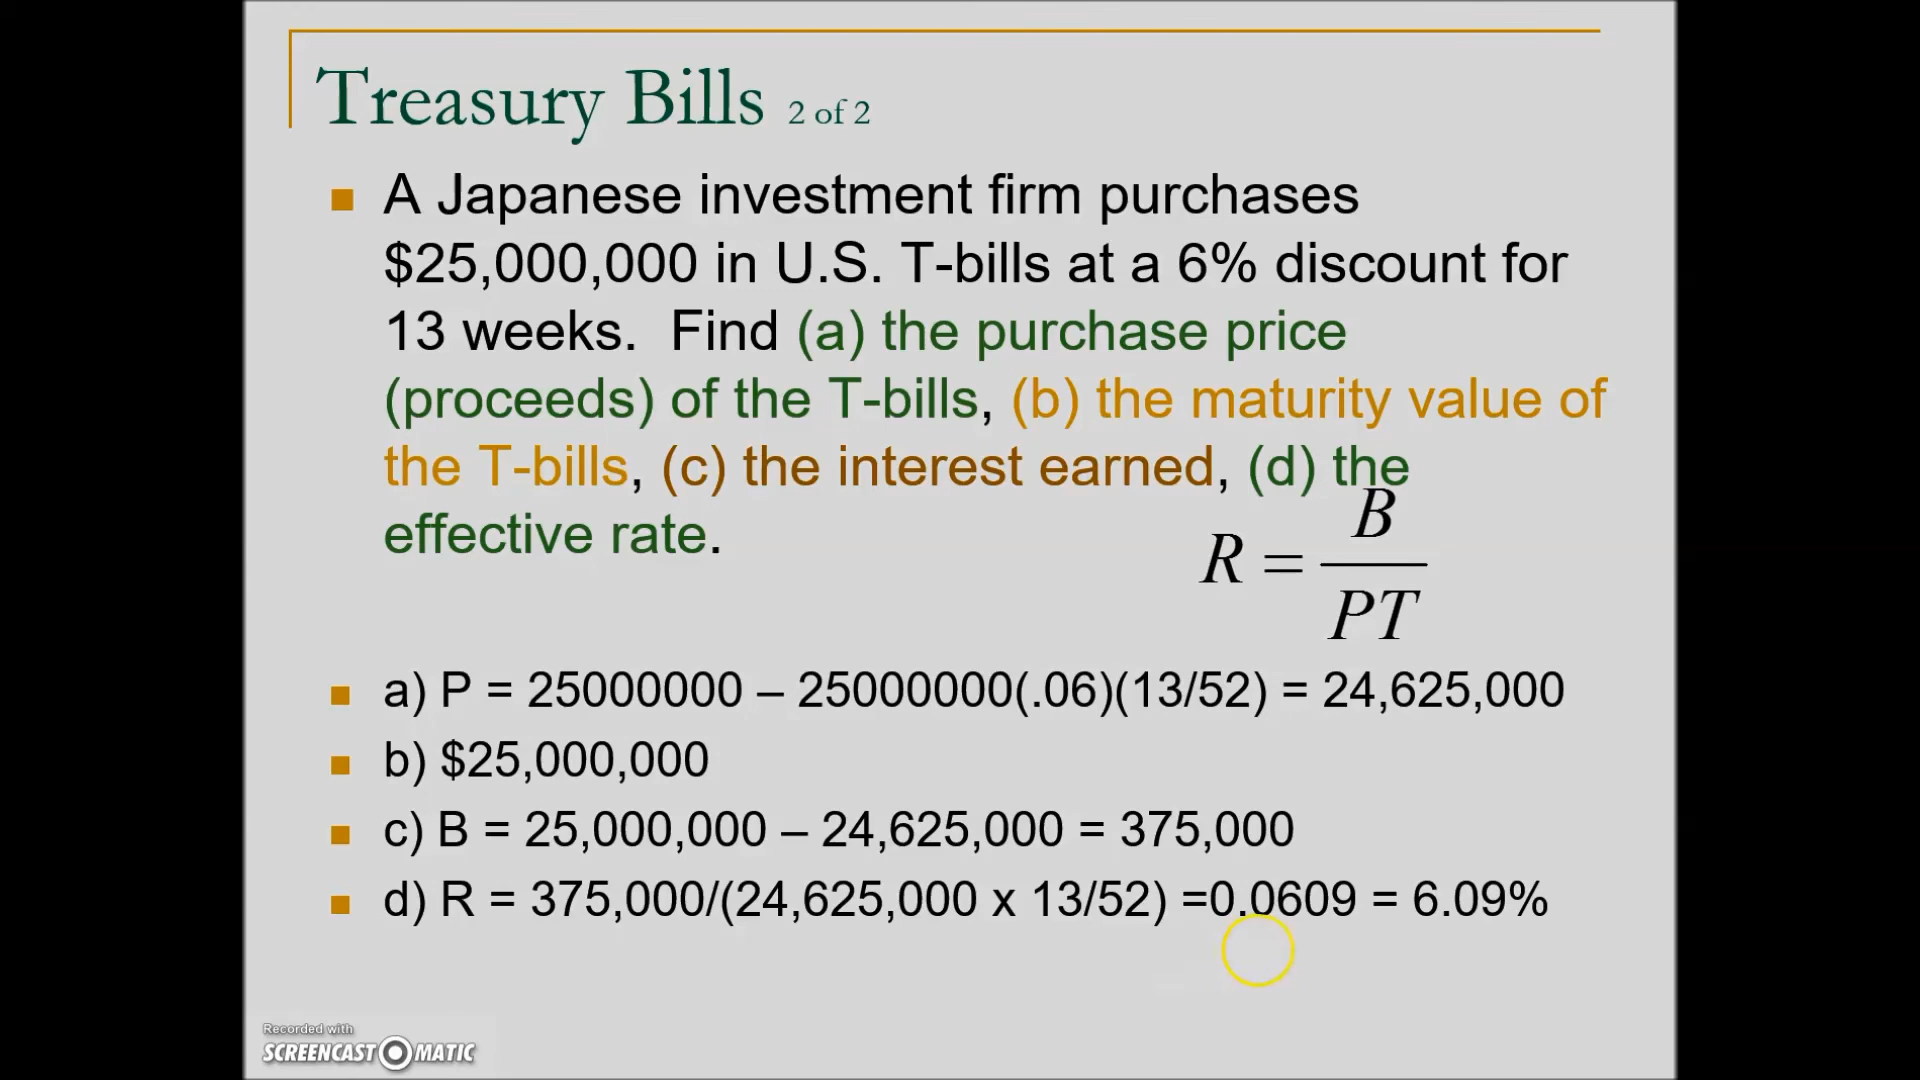 Treasury Bills 2 of 2
A Japanese investment firm purchases
$25,000,000 in U.S. T-bills at a 6% discount for
13 weeks.  Find (a) the purchase price
(proceeds) of the T-bills, (b) the maturity value of
the T-bills, (c) the interest earned, (d) the
effective rate.
R = B / PT
a) P = 25000000 – 25000000(.06)(13/52) = 24,625,000
b) $25,000,000
c) B = 25,000,000 – 24,625,000 = 375,000
d) R = 375,000/(24,625,000 x 13/52) =0.0609 = 6.09%
Recorded with
SCREENCAST MATIC